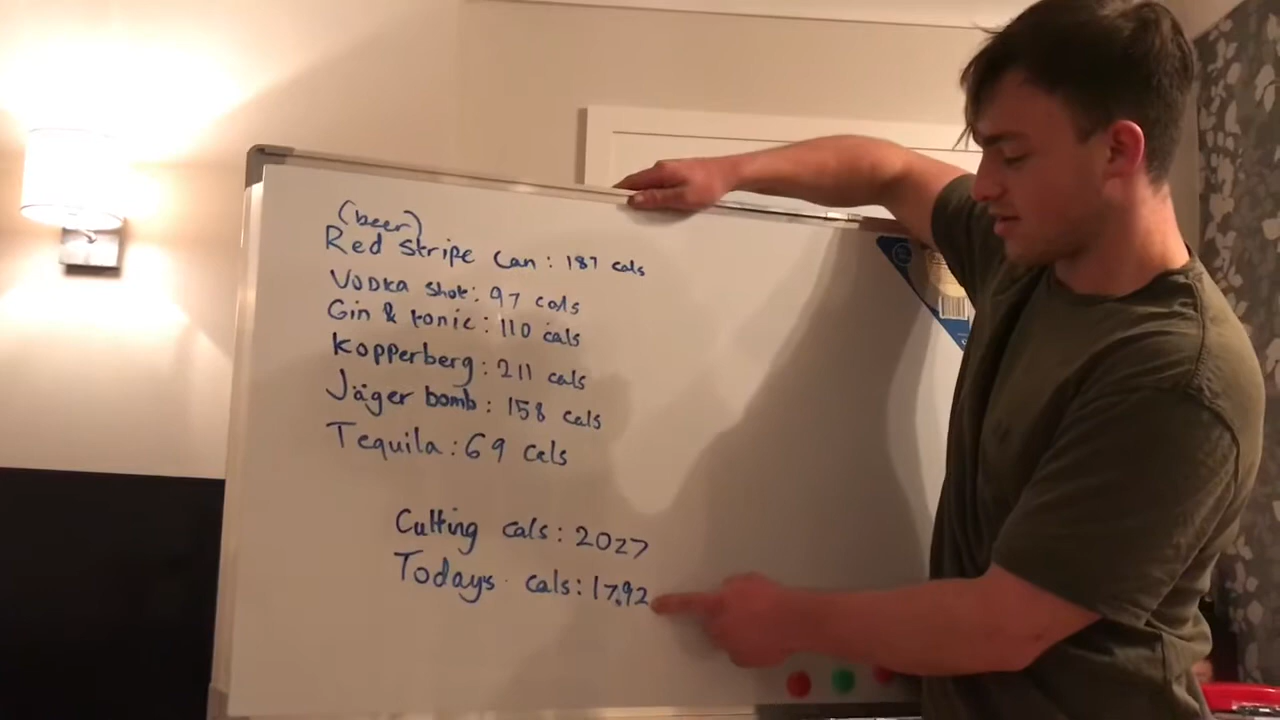 (beer)
Red Stripe Can: 187 cals
Vodka Shot: 97 cals
Gin & tonic: 110 cals
Kopperberg: 211 cals
Jäger bomb: 158 cals
Tequila: 69 cals
Cutting cals: 2027
Todays cals: 1792